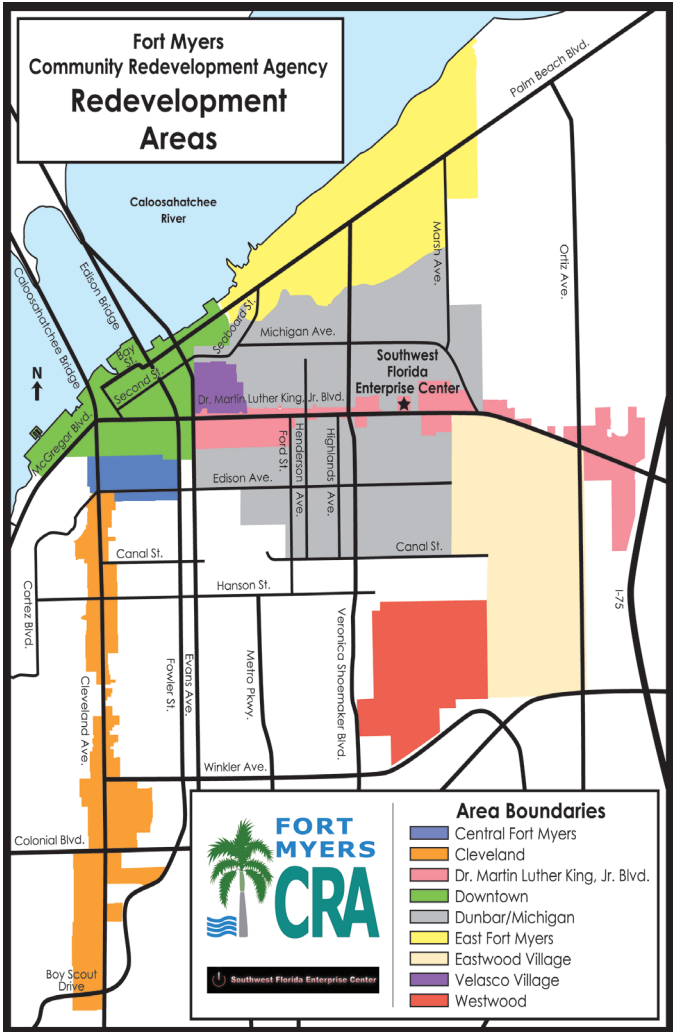 Fort Myers
Community Redevelopment Agency
Redevelopment
Areas
Palm Beach Blvd.
Caloosahatchee
River
Marsh Ave.
Ortiz Ave.
Edison Bridge
Caloosahatchee Bridge
Seaboard St.
Michigan Ave.
Bay
St.
Second St.
N
Southwest
Florida
Enterprise Center
Dr. Martin Luther King, Jr. Blvd.
McGregor Blvd.
Ford St.
Henderson Ave.
Highlands Ave.
Edison Ave.
Canal St.
Canal St.
Hanson St.
I-75
Cortez Blvd.
Cleveland Ave.
Fowler St.
Evans Ave.
Metro Pkwy.
Veronica Shoemaker Blvd.
Winkler Ave.
Colonial Blvd.
Boy Scout
Drive
FORT
MYERS
CRA
Southwest Florida Enterprise Center
Area Boundaries
Central Fort Myers
Cleveland
Dr. Martin Luther King, Jr. Blvd.
Downtown
Dunbar/Michigan
East Fort Myers
Eastwood Village
Velasco Village
Westwood